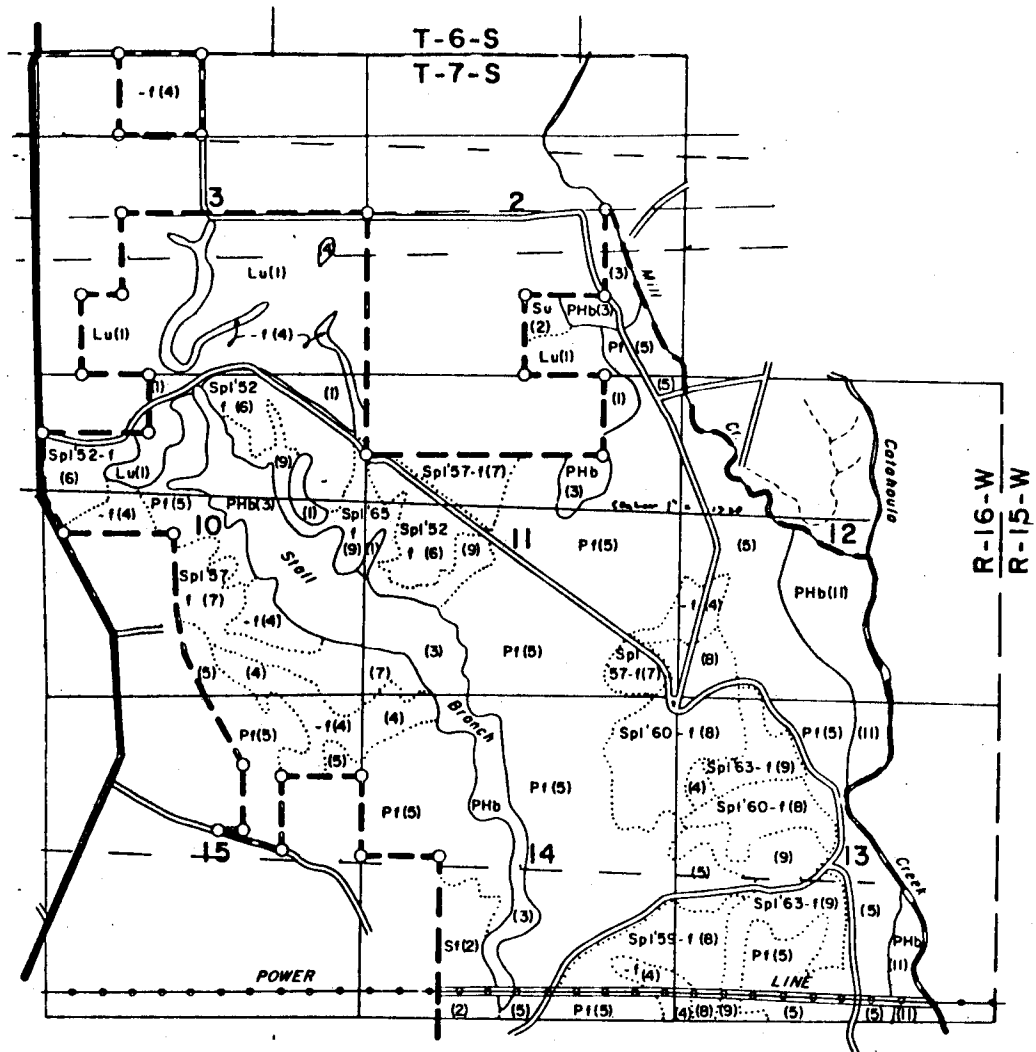 T-6-S
T-7-S
-f(4)
3
2
4
Lu(1)
(3)
Mill
Su
(2)
PHb(3)
-f(4)
Lu(1)
Lu(1)
Pf
(5)
(1)
Spl'52
f (6)
(1)
(1)
(5)
Cr.
Catahoula
R-16-W
R-15-W
Spl'52-f
(6)
Lu(1)
(9)
Spl'57-f(7)
PHb
(3)
-f(4)
Pf(5)
PHb(3)
(1)
Spl'65
f
(9)
(1)
Spl'52
f (6)
(9)
10
11
12
Pf(5)
(5)
Stall
Spl'57
f (7)
PHb(11)
-f(4)
-f(4)
(3)
Pf(5)
Spl
57-f(7)
(8)
(5)
(4)
(7)
-f(4)
(4)
Branch
Pf(5)
(5)
Spl'60-f(8)
Pf(5)
(11)
Spl'63-f(9)
(4)
Pf(5)
PHb
Pf(5)
Spl'60-f(8)
15
14
(9)
13
(5)
Creek
(3)
Spl'63-f(9)
(5)
Sf(2)
Spl'59-f(8)
PHb
(11)
Pf(5)
-f(4)
POWER
LINE
(2)
(5)
Pf(5)
(4)
(8)
(9)
(5)
(5)
(11)